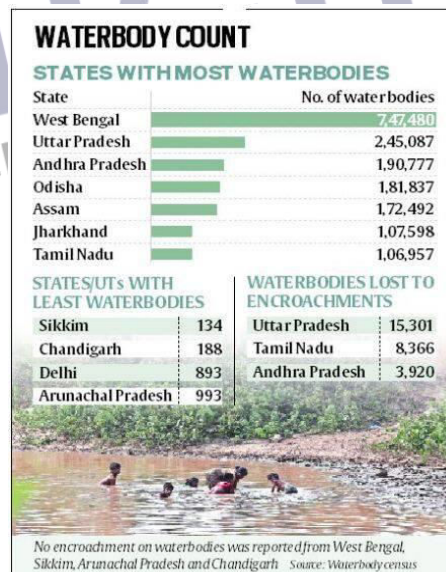 WATERBODY COUNT
STATES WITH MOST WATERBODIES
State No. of waterbodies
West Bengal 7,47,480
Uttar Pradesh 2,45,087
Andhra Pradesh 1,90,777
Odisha 1,81,837
Assam 1,72,492
Jharkhand 1,07,598
Tamil Nadu 1,06,957
STATES/UTs WITH
LEAST WATERBODIES
Sikkim 134
Chandigarh 188
Delhi 893
Arunachal Pradesh 993
WATERBODIES LOST TO
ENCROACHMENTS
Uttar Pradesh 15,301
Tamil Nadu 8,366
Andhra Pradesh 3,920
No encroachment on waterbodies was reported from West Bengal,
Sikkim, Arunachal Pradesh and Chandigarh Source: Waterbody census